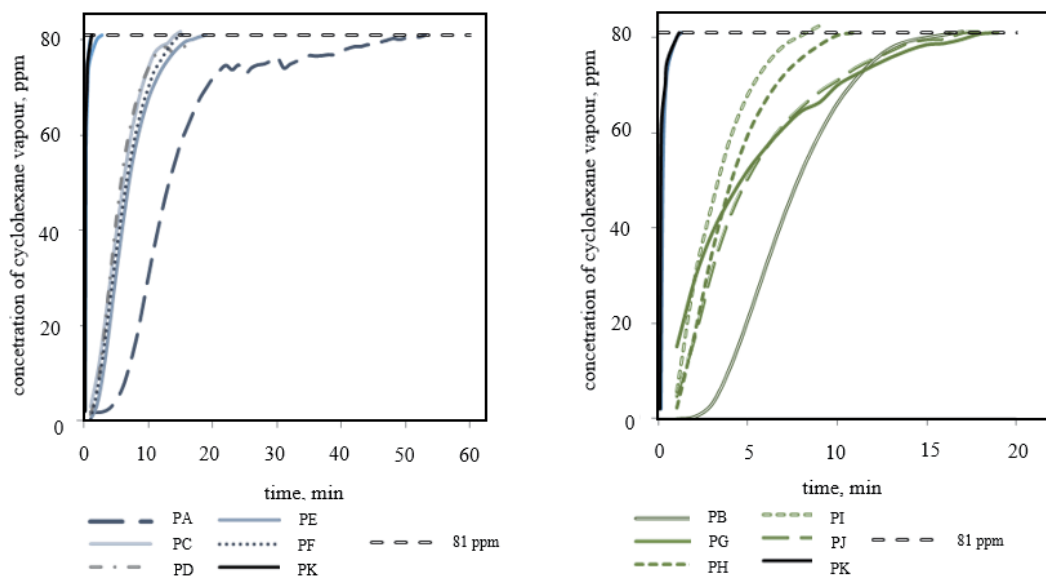 concetration of cyclohexane vapour, ppm
80
60
40
20
0
0 10 20 30 40 50 60
time, min
PA PE
PC PF 81 ppm
PD PK
concetration of cyclohexane vapour, ppm
80
60
40
20
0
0 5 10 15 20
time, min
PB PI
PG PJ 81 ppm
PH PK